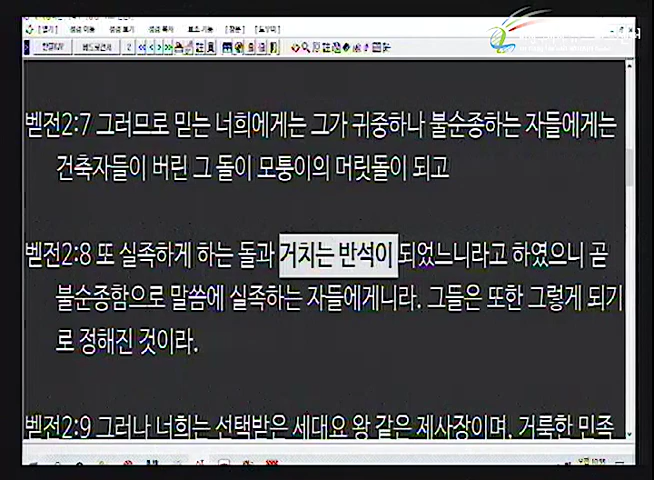 벧전2:7 그러므로 믿는 너희에게는 그가 귀중하나 불순종하는 자들에게는
건축자들이 버린 그 돌이 모퉁이의 머릿돌이 되고
벧전2:8 또 실족하게 하는 돌과 거치는 반석이 되었느니라고 하였으니 곧
불순종함으로 말씀에 실족하는 자들에게니라. 그들은 또한 그렇게 되기
로 정해진 것이라.
벧전2:9 그러나 너희는 선택받은 세대요 왕 같은 제사장이며, 거룩한 민족